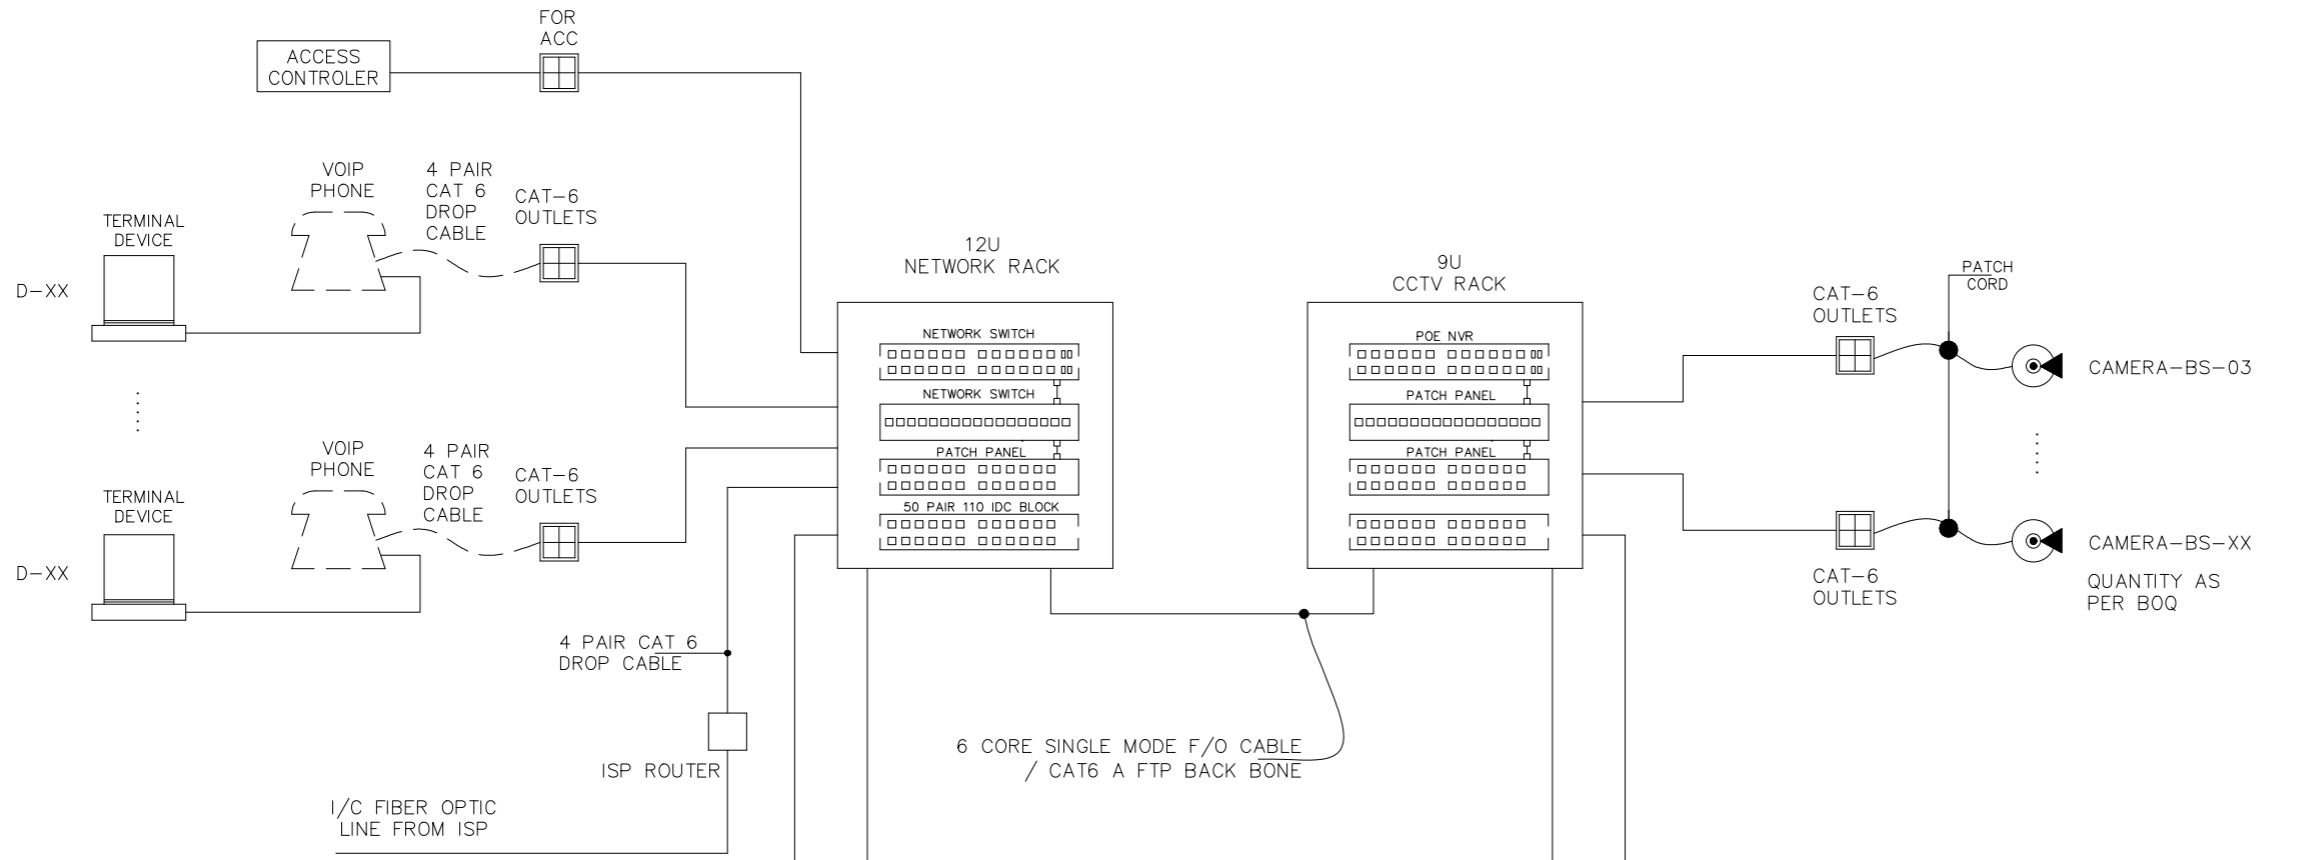 FOR
ACC
ACCESS
CONTROLER
VOIP
PHONE
4 PAIR
CAT 6
DROP
CABLE
CAT-6
OUTLETS
TERMINAL
DEVICE
D-XX
12U
NETWORK RACK
NETWORK SWITCH
NETWORK SWITCH
PATCH PANEL
50 PAIR 110 IDC BLOCK
9U
CCTV RACK
POE NVR
PATCH PANEL
PATCH PANEL
CAT-6
OUTLETS
PATCH
CORD
CAMERA-BS-03
VOIP
PHONE
4 PAIR
CAT 6
DROP
CABLE
CAT-6
OUTLETS
TERMINAL
DEVICE
D-XX
CAMERA-BS-XX
CAT-6
OUTLETS
QUANTITY AS
PER BOQ
4 PAIR CAT 6
DROP CABLE
6 CORE SINGLE MODE F/O CABLE
/ CAT6 A FTP BACK BONE
ISP ROUTER
I/C FIBER OPTIC
LINE FROM ISP